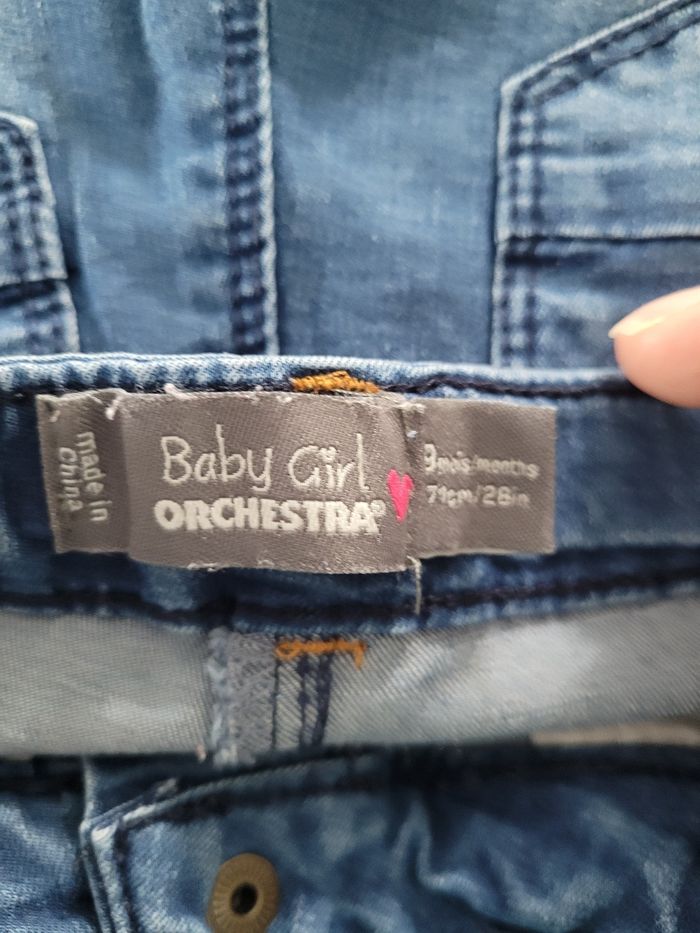 made in
China
Baby Girl
ORCHESTRA®
9mois/months
71cm/28in